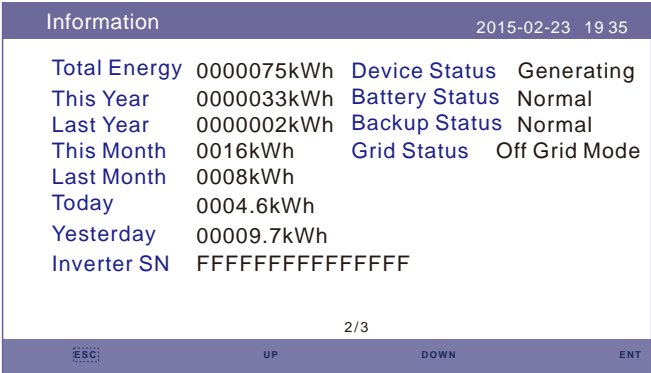 Information 2015-02-23 19 35
Total Energy 0000075kWh Device Status Generating
This Year 0000033kWh Battery Status Normal
Last Year 0000002kWh Backup Status Normal
This Month 0016kWh Grid Status Off Grid Mode
Last Month 0008kWh
Today 0004.6kWh
Yesterday 00009.7kWh
Inverter SN FFFFFFFFFFFFFFF
2/3
ESC UP DOWN ENT